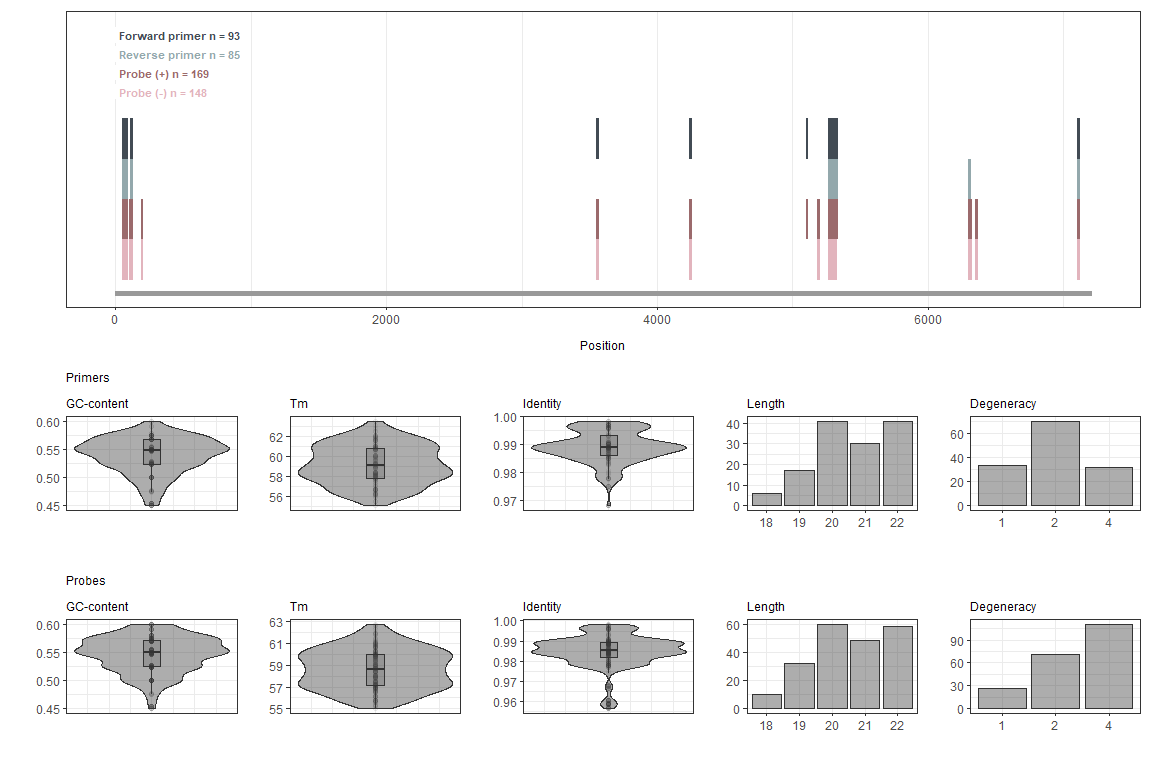 Forward primer n = 93
Reverse primer n = 85
Probe (+) n = 169
Probe (-) n = 148
0 2000 4000 6000
Position
Primers
GC-content Tm Identity Length Degeneracy
0.60 0.55 0.50 0.45
62 60 58 56
1.00 0.99 0.98 0.97
40 30 20 10 0
60 40 20 0
18 19 20 21 22
1 2 4
Probes
GC-content Tm Identity Length Degeneracy
0.60 0.55 0.50 0.45
63 61 59 57 55
1.00 0.99 0.98 0.97 0.96
60 40 20 0
90 60 30 0
18 19 20 21 22
1 2 4